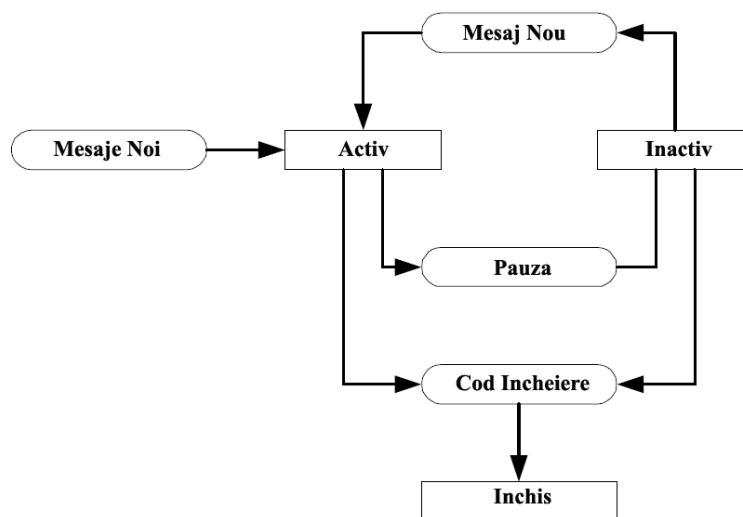 Mesaj Nou
Mesaje Noi
Activ
Inactiv
Pauza
Cod Incheiere
Inchis